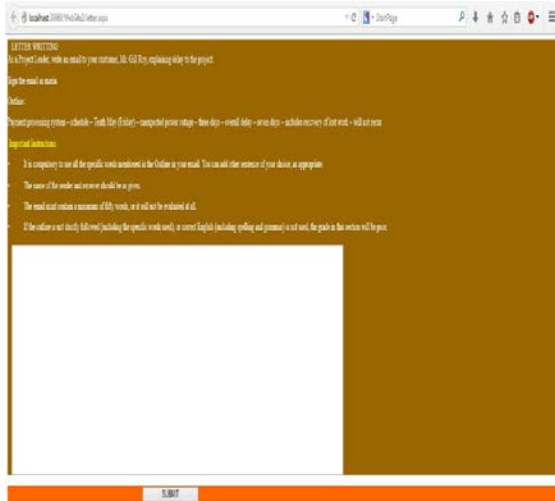 localhost
StartPage
LETTER WRITTING
As a Project Leader, write an email to your customer, Mr. Gill Roy, explaining delay to the project.
Sign the email as
Outline:
Payment processing system – schedule – Tenth May (Friday) – unexpected power outage – three days – overall delay – seven days – includes recovery of lost work – will not recur
Important Instructions:
• It is compulsory to use all the specific words mentioned in the Outline in your email. You can add other sentence of your choice, as appropriate.
• The name of the sender and receiver should be as given.
• The email must contain a minimum of fifty words, or it will not be evaluated at all.
• If the outline is not strictly followed (including the specific words used), or correct English (including spelling and grammar) is not used, the grade in this section will be poor.
SUBMIT